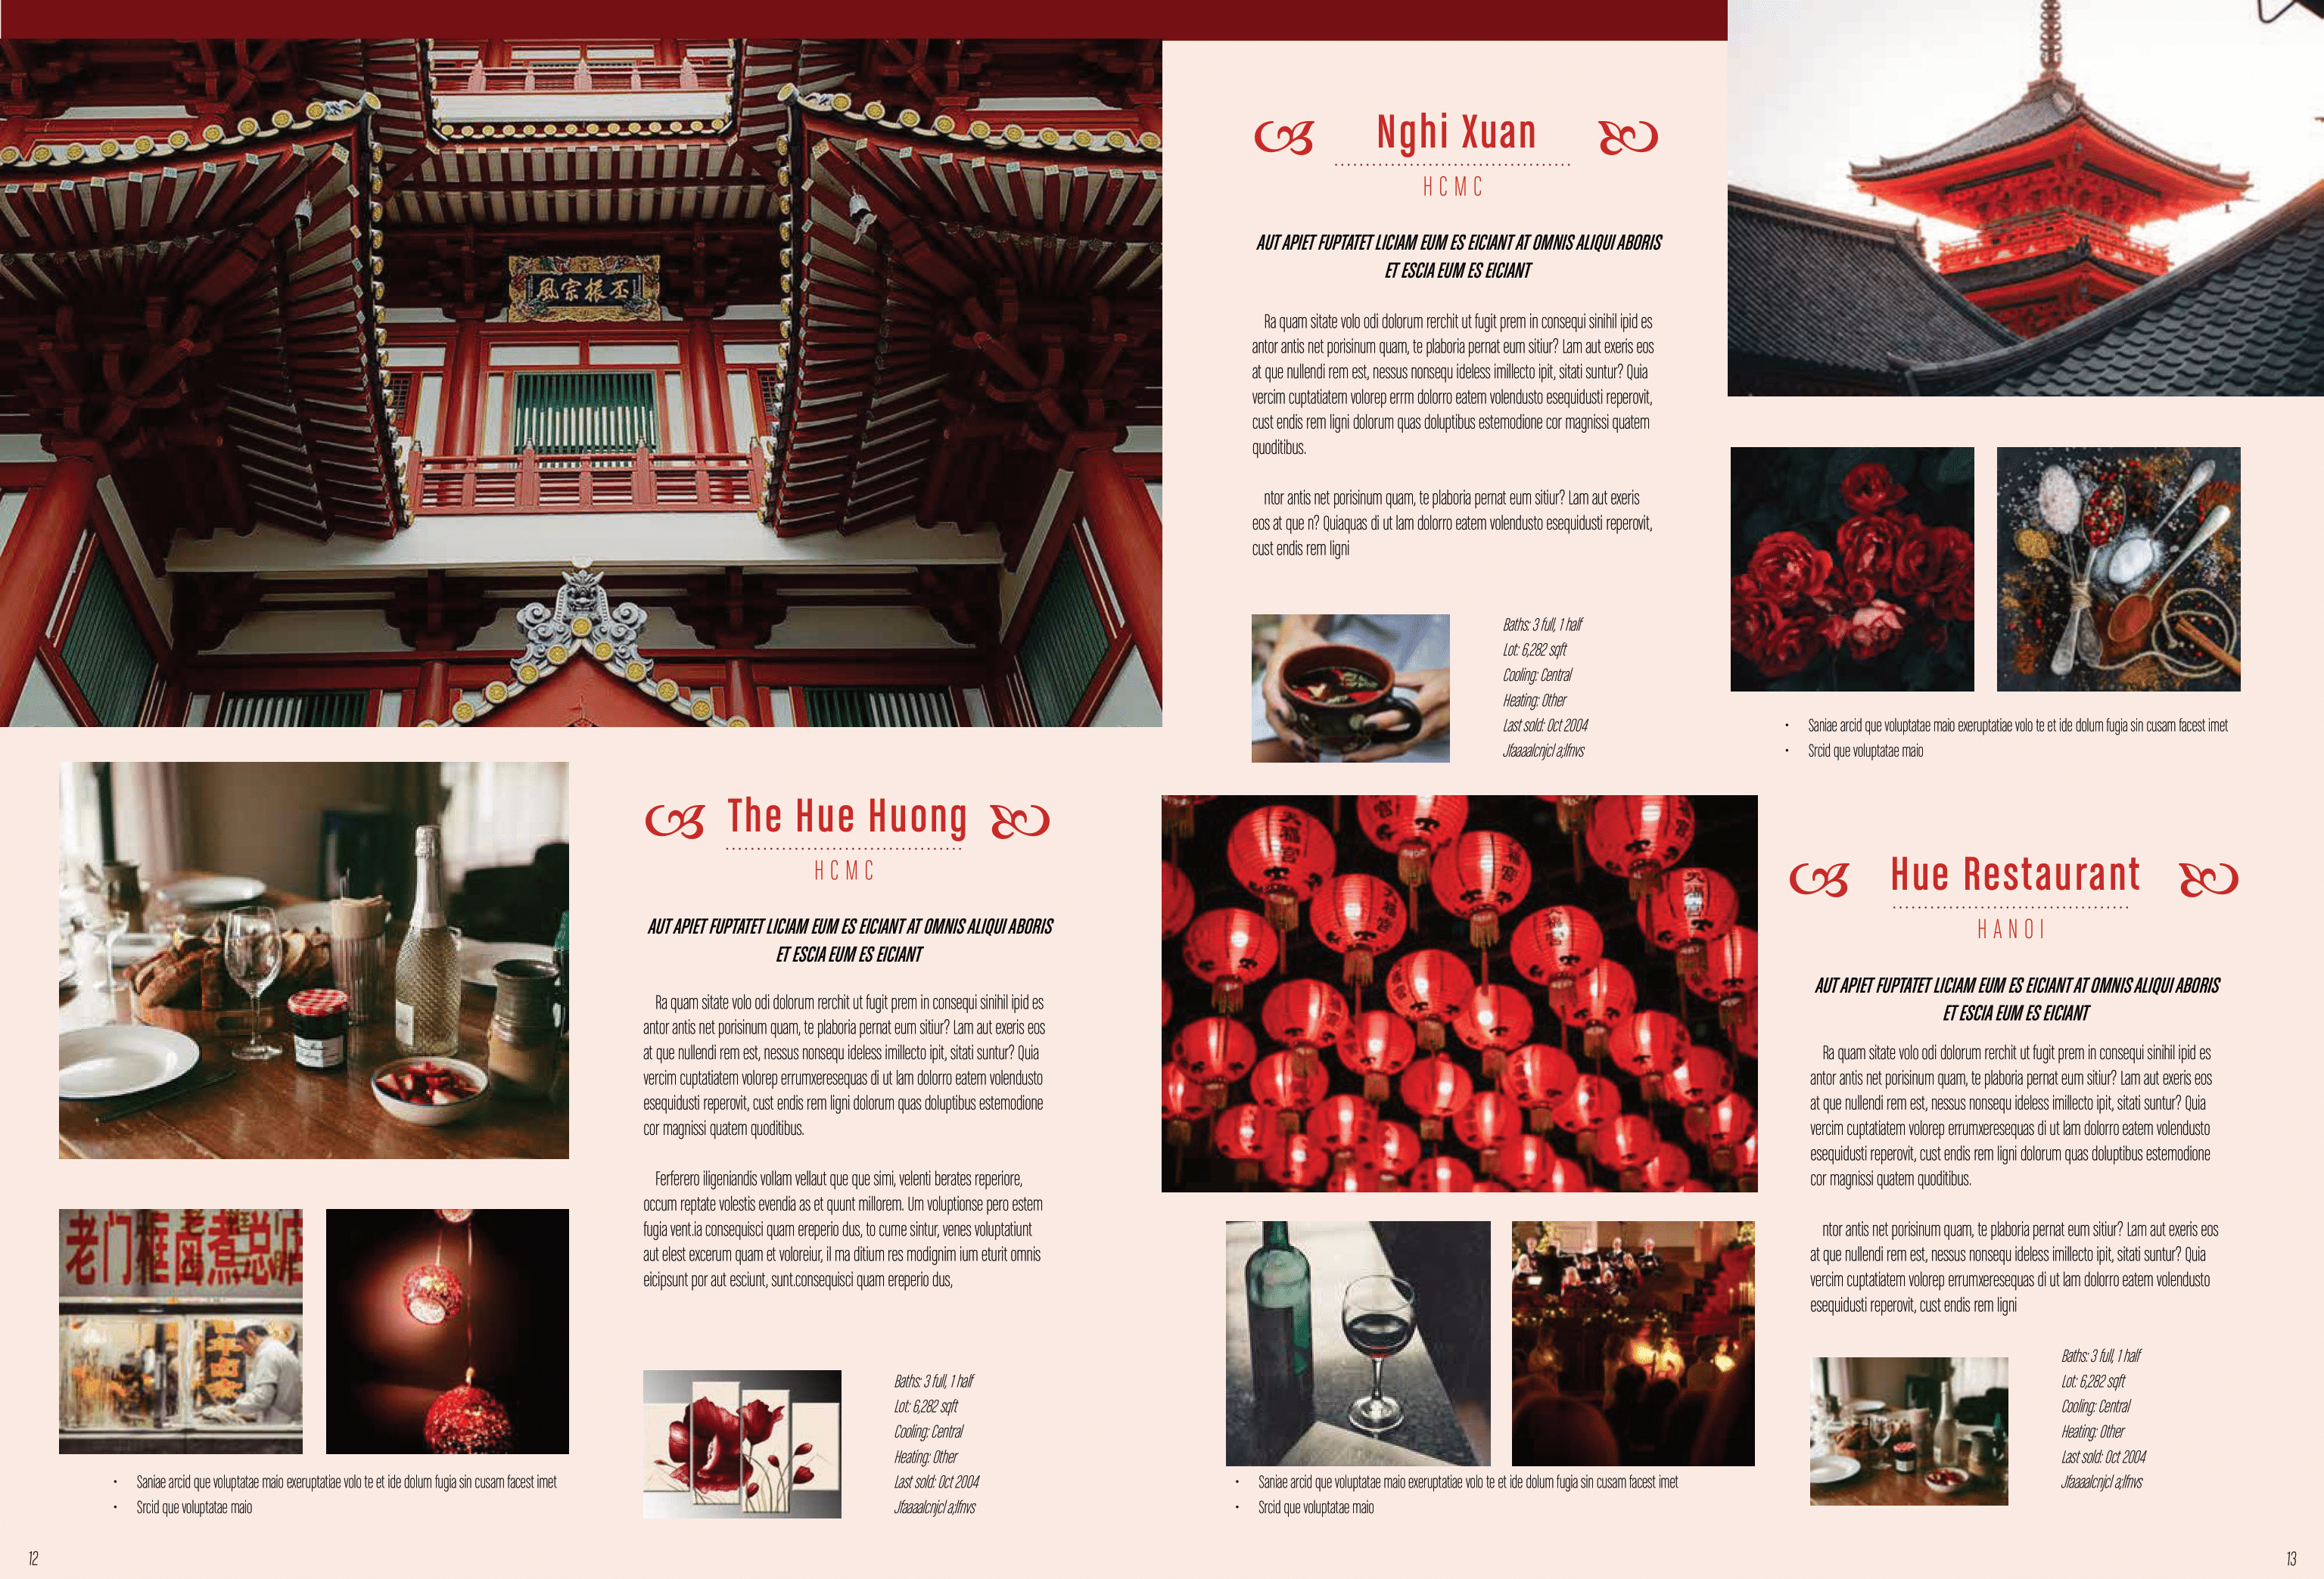 風宗振丕
Nghi Xuan
HCMC
AUT APIET FUPTATET LICIAM EUM ES EICIANT AT OMNIS ALIQUI ABORIS
ET ESCIA EUM ES EICIANT
Ra quam sitate volo odi dolorum rerchit ut fugit prem in consequi sinihil ipid es
antor antis net porisinum quam, te plaboria pernat eum sitiur? Lam aut exeris eos
at que nullendi rem est, nessus nonsequ ideless imillecto ipit, sitati suntur? Quia
vercim cuptatiatem volorep errrm dolorro eatem volendusto esequidusti reperovit,
cust endis rem ligni dolorum quas doluptibus estemodione cor magnissi quatem
quoditibus.
ntor antis net porisinum quam, te plaboria pernat eum sitiur? Lam aut exeris
eos at que n? Quiaquas di ut lam dolorro eatem volendusto esequidusti reperovit,
cust endis rem ligni
Baths: 3 full, 1 half
Lot: 6,282 sqft
Cooling: Central
Heating: Other
Last sold: Oct 2004
Jfaaaalcnjcl a;lfnvs
• Saniae arcid que voluptatae maio exeruptatiae volo te et ide dolum fugia sin cusam facest imet
• Srcid que voluptatae maio
The Hue Huong
HCMC
AUT APIET FUPTATET LICIAM EUM ES EICIANT AT OMNIS ALIQUI ABORIS
ET ESCIA EUM ES EICIANT
Ra quam sitate volo odi dolorum rerchit ut fugit prem in consequi sinihil ipid es
antor antis net porisinum quam, te plaboria pernat eum sitiur? Lam aut exeris eos
at que nullendi rem est, nessus nonsequ ideless imillecto ipit, sitati suntur? Quia
vercim cuptatiatem volorep errumxeresequas di ut lam dolorro eatem volendusto
esequidusti reperovit, cust endis rem ligni dolorum quas doluptibus estemodione
cor magnissi quatem quoditibus.
Ferferero iligeniandis vollam vellaut que que simi, velenti berates reperiore,
occum reptate volestis evendia as et quunt millorem. Um voluptionse pero estem
fugia vent.ia consequisci quam ereperio dus, to cume sintur, venes voluptatiunt
aut elest excerum quam et voloreiur, il ma ditium res modignim ium eturit omnis
eicipsunt por aut esciunt, sunt.consequisci quam ereperio dus,
老门框卤煮总店
Baths: 3 full, 1 half
Lot: 6,282 sqft
Cooling: Central
Heating: Other
Last sold: Oct 2004
Jfaaaalcnjcl a;lfnvs
• Saniae arcid que voluptatae maio exeruptatiae volo te et ide dolum fugia sin cusam facest imet
• Srcid que voluptatae maio
12
Hue Restaurant
HANOI
AUT APIET FUPTATET LICIAM EUM ES EICIANT AT OMNIS ALIQUI ABORIS
ET ESCIA EUM ES EICIANT
Ra quam sitate volo odi dolorum rerchit ut fugit prem in consequi sinihil ipid es
antor antis net porisinum quam, te plaboria pernat eum sitiur? Lam aut exeris eos
at que nullendi rem est, nessus nonsequ ideless imillecto ipit, sitati suntur? Quia
vercim cuptatiatem volorep errumxeresequas di ut lam dolorro eatem volendusto
esequidusti reperovit, cust endis rem ligni dolorum quas doluptibus estemodione
cor magnissi quatem quoditibus.
ntor antis net porisinum quam, te plaboria pernat eum sitiur? Lam aut exeris eos
at que nullendi rem est, nessus nonsequ ideless imillecto ipit, sitati suntur? Quia
vercim cuptatiatem volorep errumxeresequas di ut lam dolorro eatem volendusto
esequidusti reperovit, cust endis rem ligni
Baths: 3 full, 1 half
Lot: 6,282 sqft
Cooling: Central
Heating: Other
Last sold: Oct 2004
Jfaaaalcnjcl a;lfnvs
• Saniae arcid que voluptatae maio exeruptatiae volo te et ide dolum fugia sin cusam facest imet
• Srcid que voluptatae maio
13